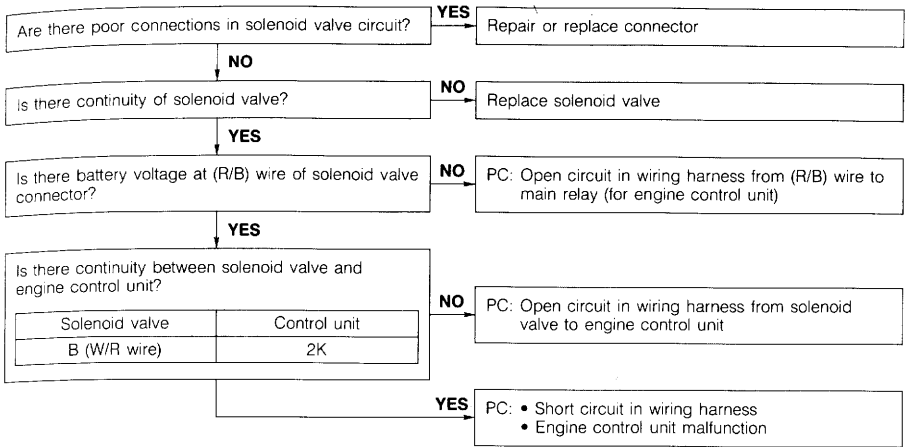 Are there poor connections in solenoid valve circuit?
YES
Repair or replace connector
NO
Is there continuity of solenoid valve?
NO
Replace solenoid valve
YES
Is there battery voltage at (R/B) wire of solenoid valve
connector?
NO
PC: Open circuit in wiring harness from (R/B) wire to
main relay (for engine control unit)
YES
Is there continuity between solenoid valve and
engine control unit?
Solenoid valve Control unit
B (W/R wire) 2K
NO
PC: Open circuit in wiring harness from solenoid
valve to engine control unit
YES
PC: • Short circuit in wiring harness
• Engine control unit malfunction